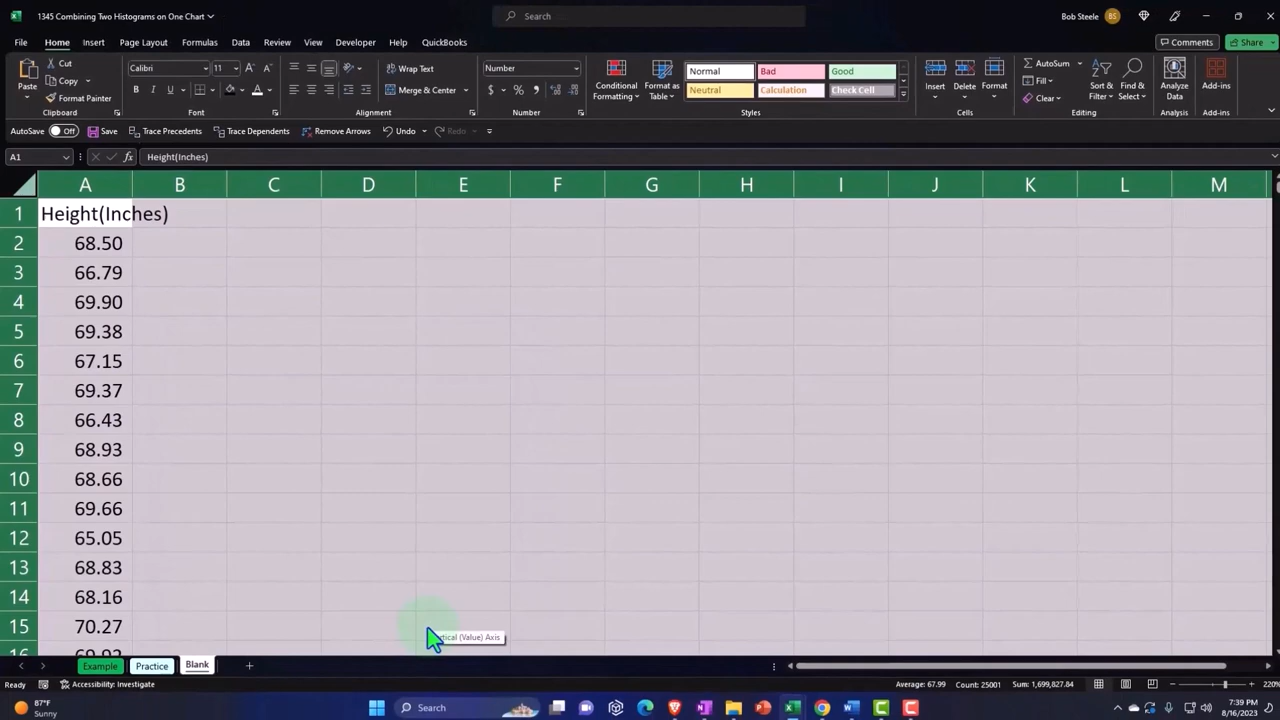 1345 Combining Two Histograms on One Chart
Search
Bob Steele
BS
File Home Insert Page Layout Formulas Data Review View Developer Help QuickBooks
Comments
Share
Paste
Cut
Copy
Format Painter
Clipboard
Calibri
11
Font
Wrap Text
Merge & Center
Alignment
Number
Number
Conditional Formatting
Format as Table
Normal
Bad
Good
Neutral
Calculation
Check Cell
Styles
Insert
Delete
Format
Cells
AutoSum
Fill
Clear
Sort & Filter
Find & Select
Editing
Analyze Data
Analysis
Add-ins
Add-ins
AutoSave Off Save Trace Precedents Trace Dependents Remove Arrows Undo Redo
A1
fx Height(Inches)
A B C D E F G H I J K L M
1 Height(Inches)
2 68.50
3 66.79
4 69.90
5 69.38
6 67.15
7 69.37
8 66.43
9 68.93
10 68.66
11 69.66
12 65.05
13 68.83
14 68.16
15 70.27
(Value) Axis
Example Practice Blank
Ready Accessibility: Investigate
Average: 67.99 Count: 25001 Sum: 1,699,827.84
220%
87°F
Sunny
Search
7:39 PM
8/16/2023